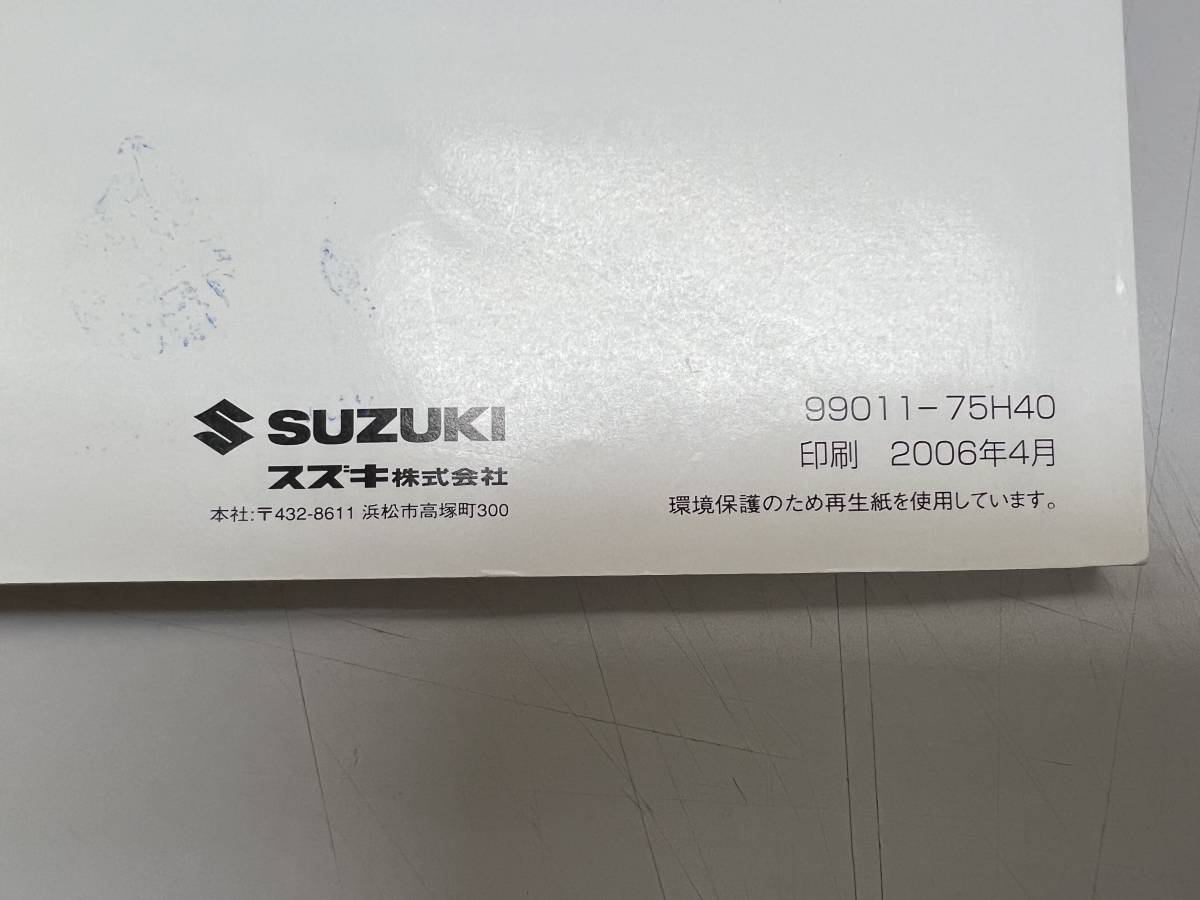 SUZUKI
スズキ株式会社
本社:〒432-8611 浜松市高塚町300
99011-75H40
印刷 2006年4月
環境保護のため再生紙を使用しています。